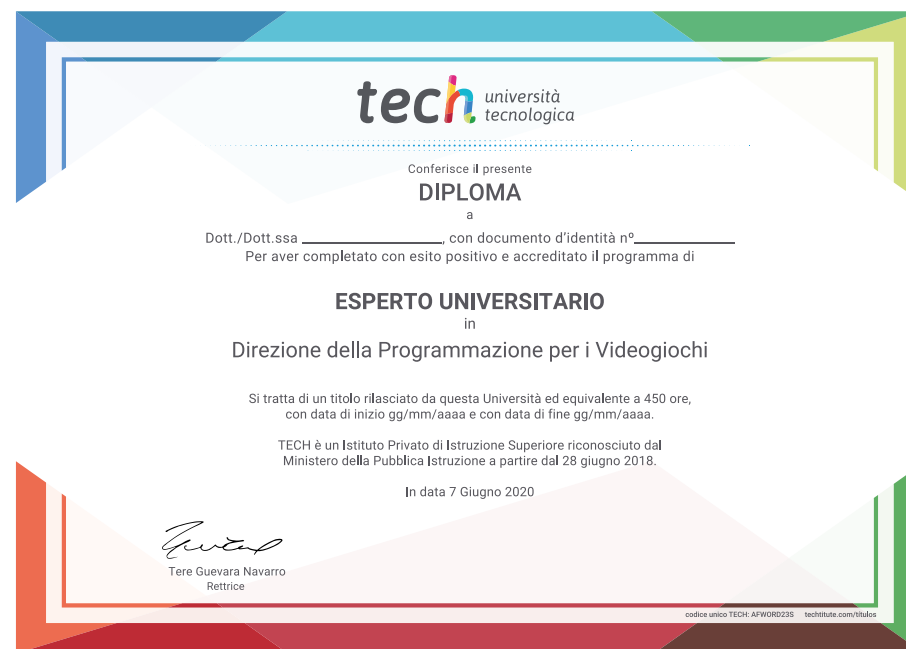 tech università
tecnologica
Conferisce il presente
DIPLOMA
a
Dott./Dott.ssa ____________________, con documento d'identità nº______________
Per aver completato con esito positivo e accreditato il programma di
ESPERTO UNIVERSITARIO
in
Direzione della Programmazione per i Videogiochi
Si tratta di un titolo rilasciato da questa Università ed equivalente a 450 ore,
con data di inizio gg/mm/aaaa e con data di fine gg/mm/aaaa.
TECH è un Istituto Privato di Istruzione Superiore riconosciuto dal
Ministero della Pubblica Istruzione a partire dal 28 giugno 2018.
In data 7 Giugno 2020
Tere Guevara Navarro
Rettrice
codice unico TECH: AFWORD23S techtitute.com/titulos